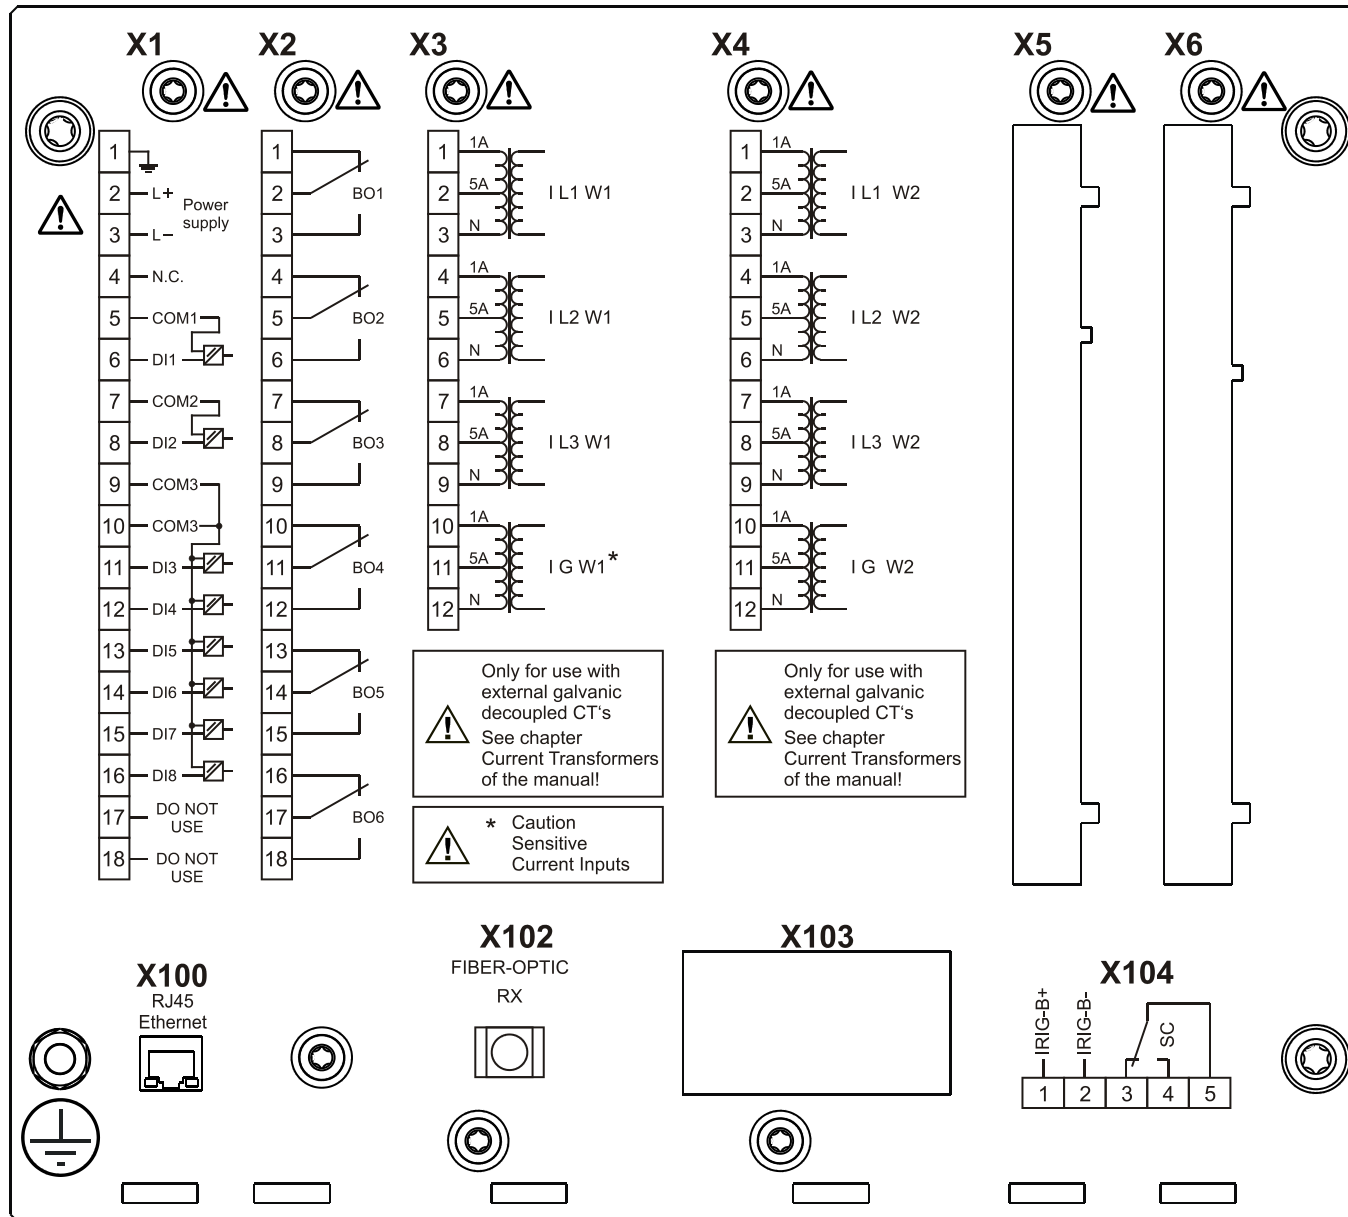 X1
1
2 L+
Power
supply
3 L−
4 N.C.
5 COM1
6 DI1
7 COM2
8 DI2
9 COM3
10 COM3
11 DI3
12 DI4
13 DI5
14 DI6
15 DI7
16 DI8
17 DO NOT
USE
18 DO NOT
USE
X2
1
2 BO1
3
4
5 BO2
6
7
8 BO3
9
10
11 BO4
12
13
14 BO5
15
16
17 BO6
18
X3
1 1A
2 5A I L1 W1
3 N
4 1A
5 5A I L2 W1
6 N
7 1A
8 5A I L3 W1
9 N
10 1A
11 5A I G W1*
12 N
Only for use with
external galvanic
decoupled CT‘s
See chapter
Current Transformers
of the manual!
* Caution
Sensitive
Current Inputs
X4
1 1A
2 5A I L1 W2
3 N
4 1A
5 5A I L2 W2
6 N
7 1A
8 5A I L3 W2
9 N
10 1A
11 5A I G W2
12 N
Only for use with
external galvanic
decoupled CT‘s
See chapter
Current Transformers
of the manual!
X5
X6
X100
RJ45
Ethernet
X102
FIBER-OPTIC
RX
X103
X104
IRIG-B+
IRIG-B-
SC
1 2 3 4 5